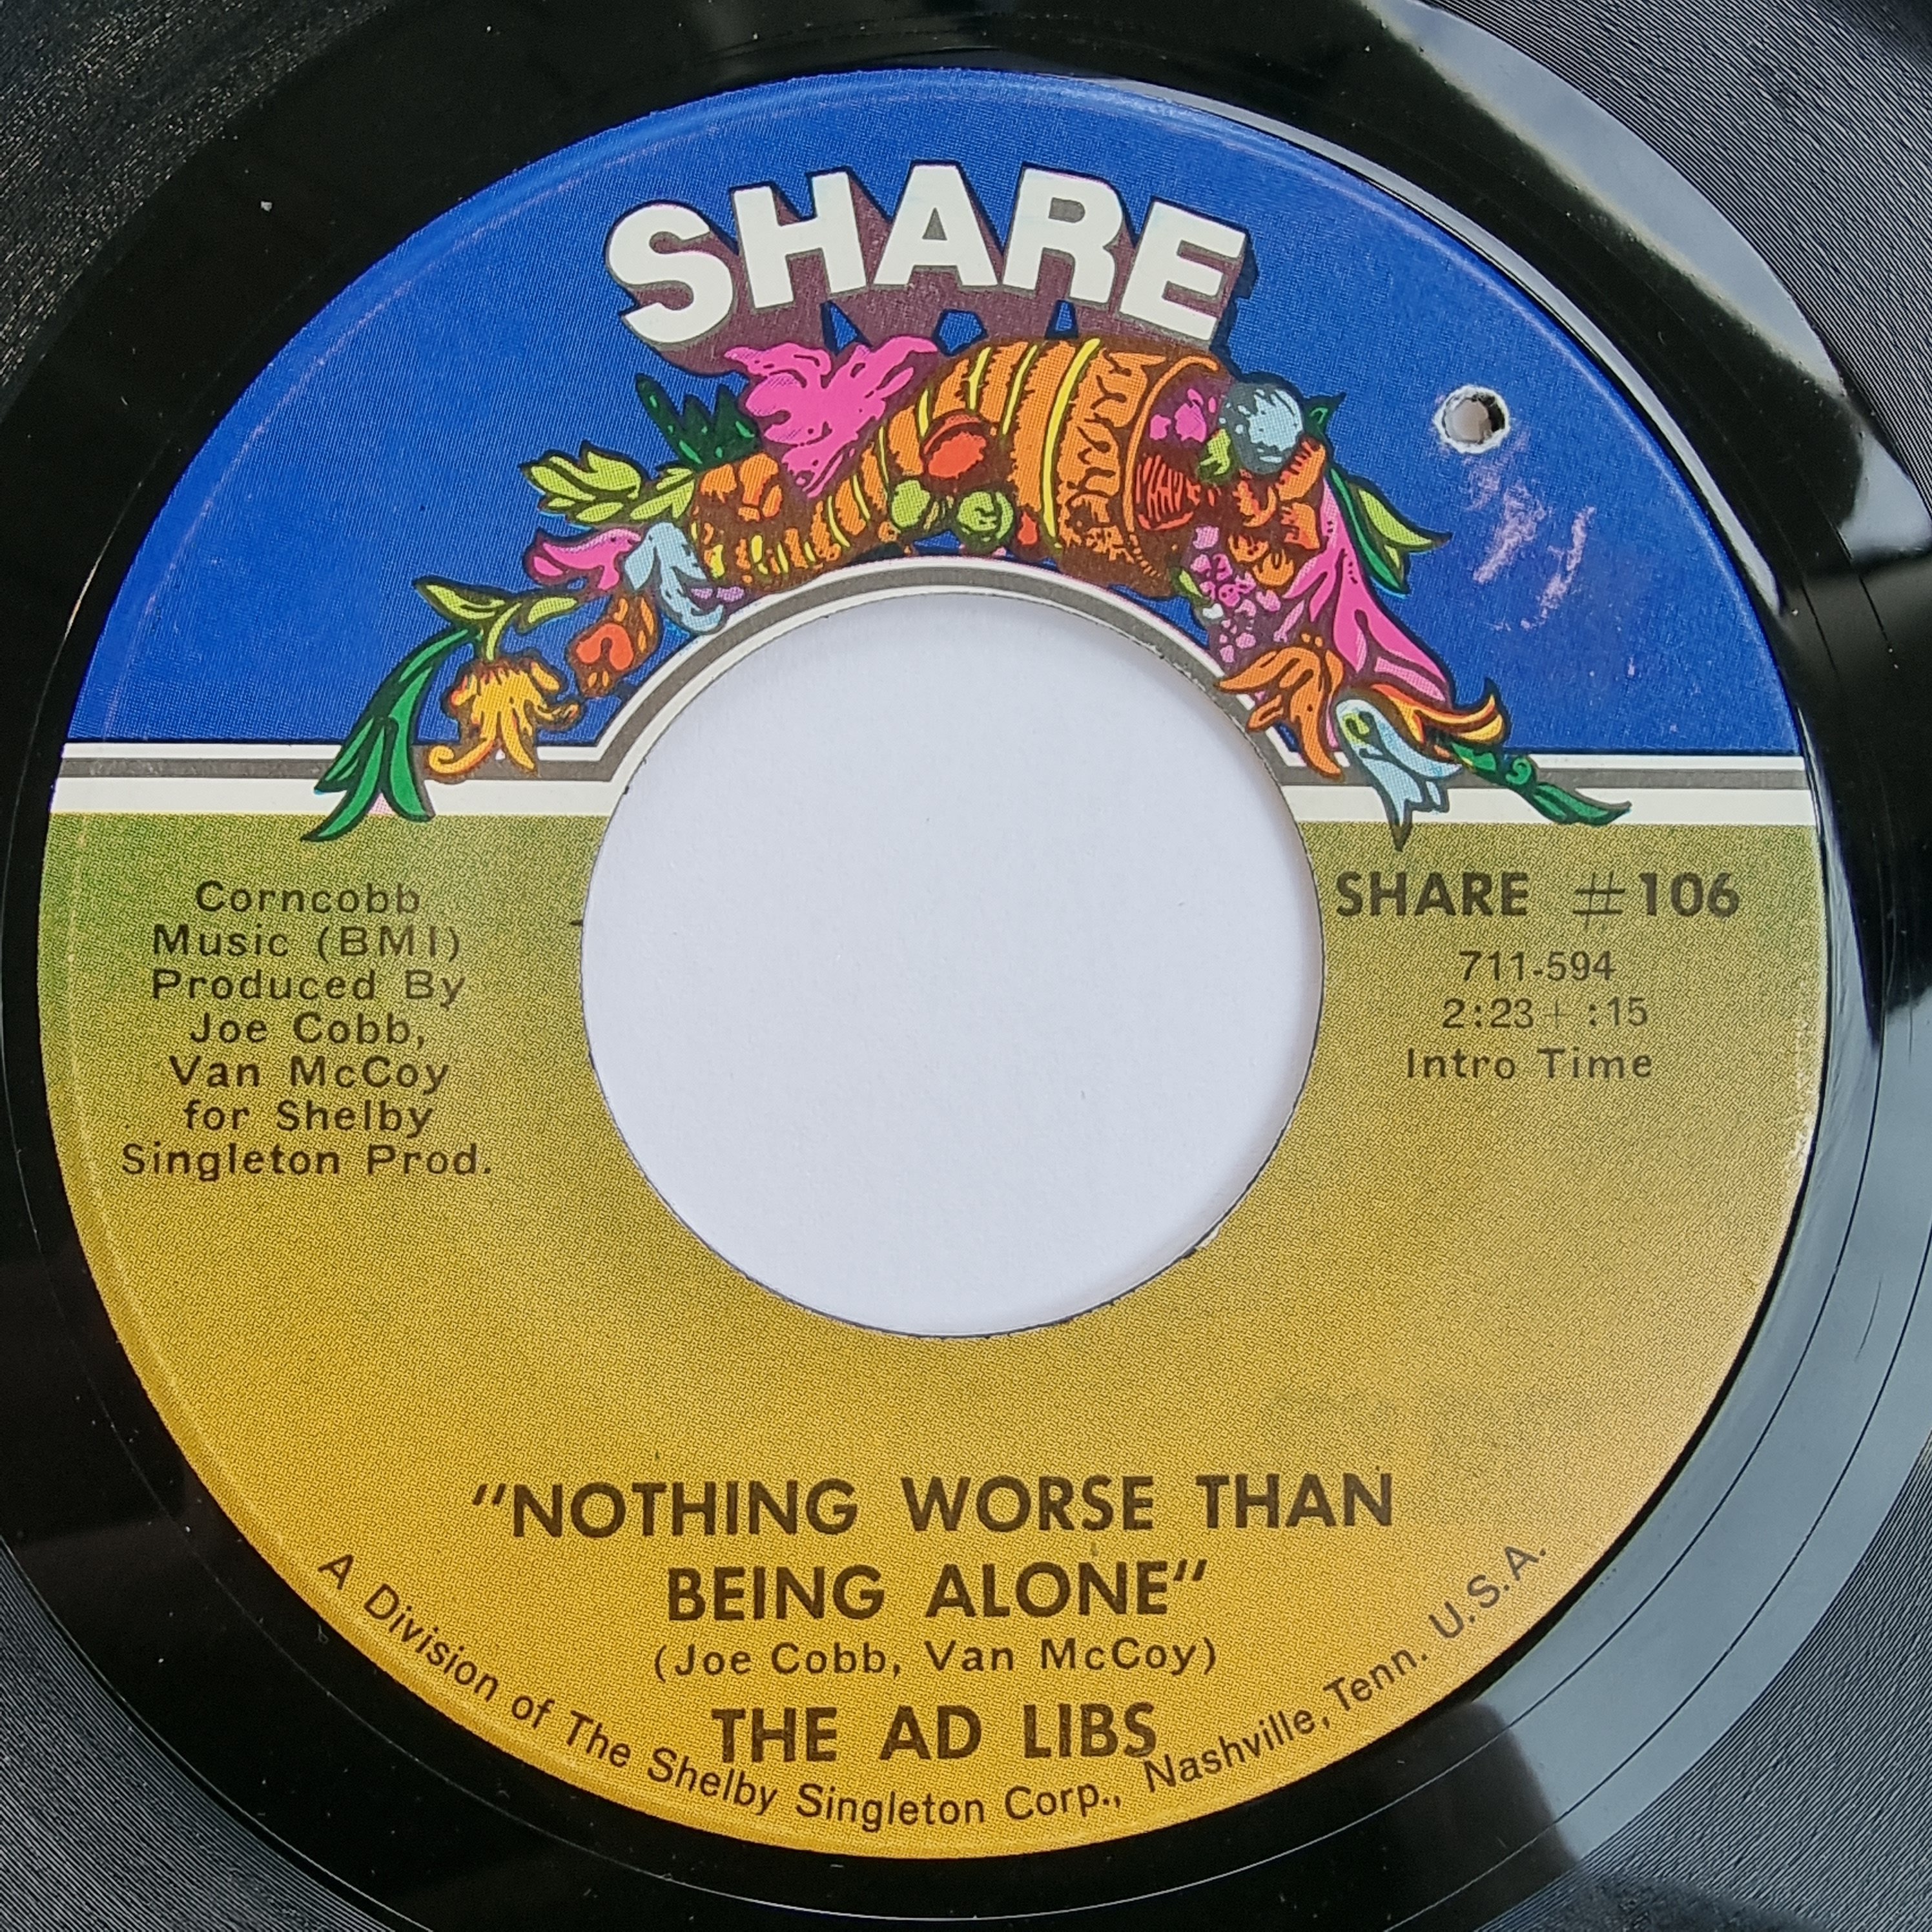 SHARE
Corncobb
Music (BMI)
Produced By
Joe Cobb,
Van McCoy
for Shelby
Singleton Prod.
SHARE #106
711-594
2:23 + :15
Intro Time
"NOTHING WORSE THAN
BEING ALONE"
(Joe Cobb, Van McCoy)
THE AD LIBS
A Division of The Shelby Singleton Corp., Nashville, Tenn. U.S.A.